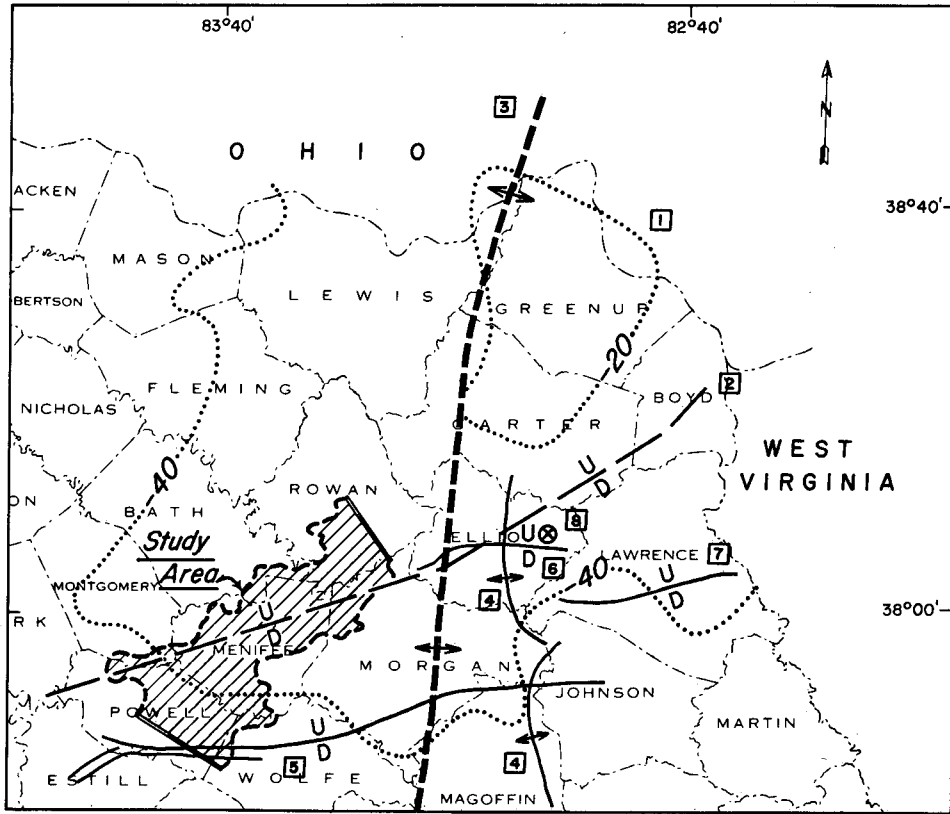 83°40'
82°40'
3
N
OHIO
ACKEN
38°40'
1
MASON
BERTSON
LEWIS
GREENUP
20
FLEMING
2
NICHOLAS
BOYD
CARTER
WEST
VIRGINIA
40
ON
ROWAN
U
D
BATH
8
Study
Area
ELLIO
U
D
LAWRENCE
7
6
40
U
D
MONTGOMERY
4
38°00'
RK
U
D
MENIFEE
MORGAN
JOHNSON
POWELL
MARTIN
U
D
4
5
ESTILL
WOLFE
MAGOFFIN